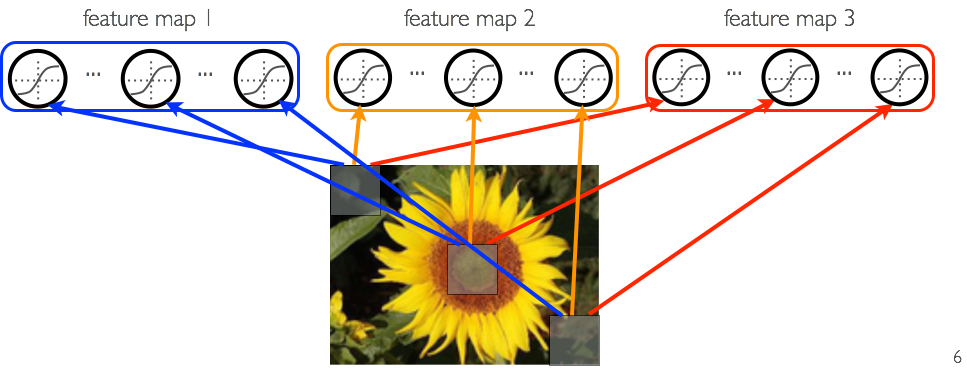 feature map 1
feature map 2
feature map 3
... ... ... ... ... ...
6